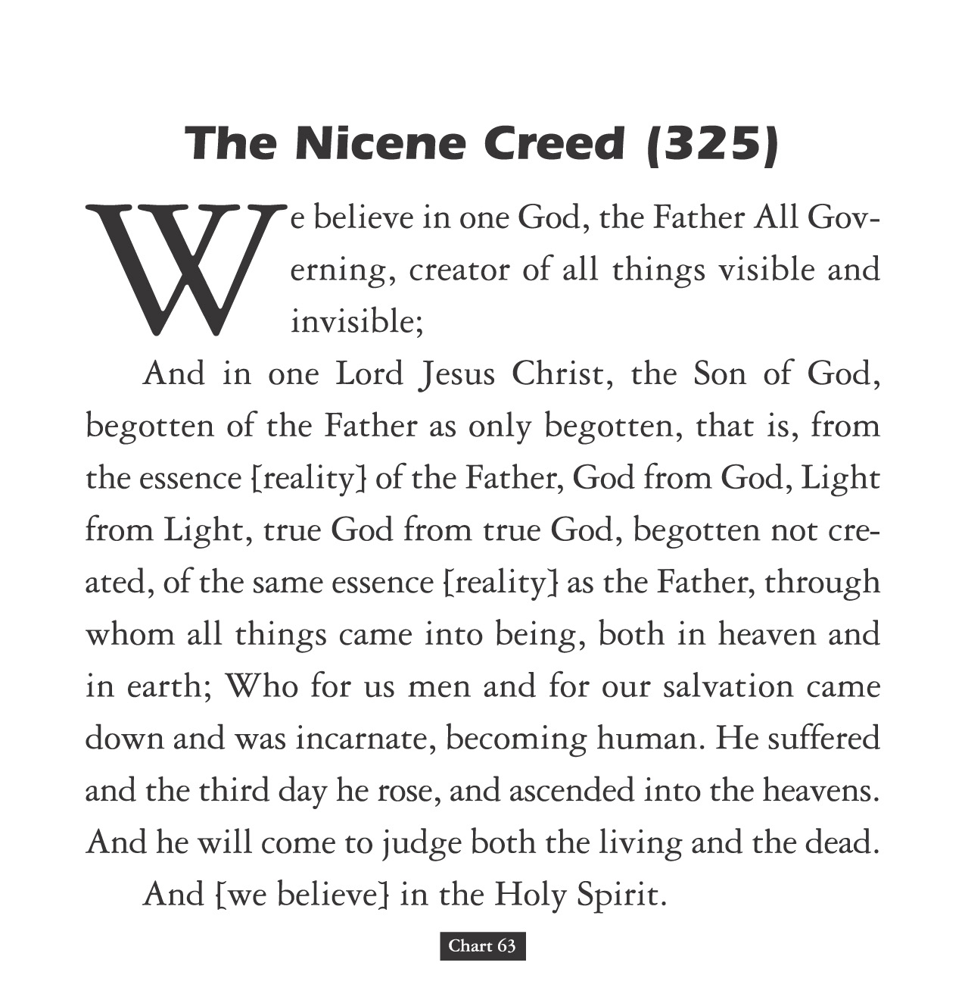 The Nicene Creed (325)
We believe in one God, the Father All Gov-
erning, creator of all things visible and
invisible;
And in one Lord Jesus Christ, the Son of God,
begotten of the Father as only begotten, that is, from
the essence [reality] of the Father, God from God, Light
from Light, true God from true God, begotten not cre-
ated, of the same essence [reality] as the Father, through
whom all things came into being, both in heaven and
in earth; Who for us men and for our salvation came
down and was incarnate, becoming human. He suffered
and the third day he rose, and ascended into the heavens.
And he will come to judge both the living and the dead.
And [we believe] in the Holy Spirit.
Chart 63